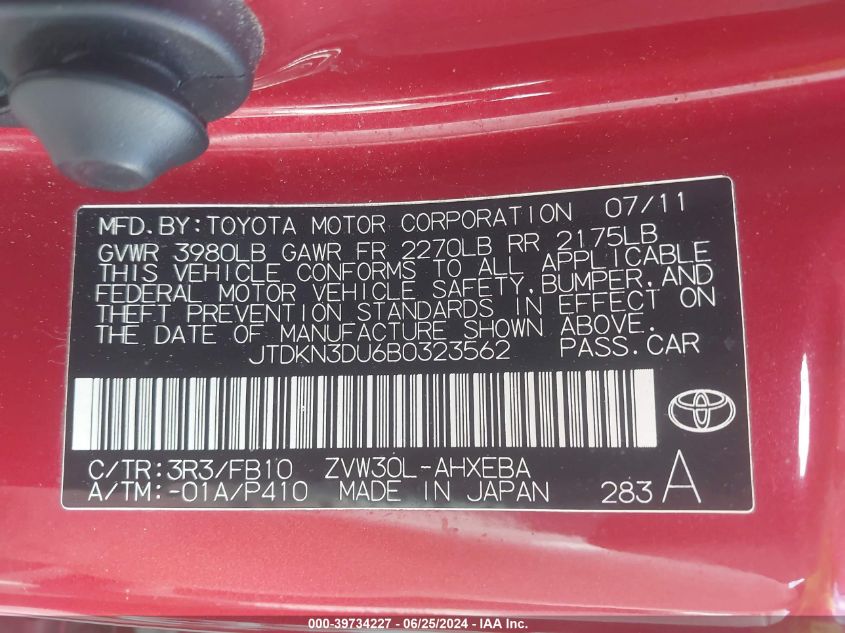 MFD.BY:TOYOTA MOTOR CORPORATION 07/11
GVWR 3980LB GAWR FR 2270LB RR 2175LB
THIS VEHICLE CONFORMS TO ALL APPLICABLE
FEDERAL MOTOR VEHICLE SAFETY,BUMPER,AND
THEFT PREVENTION STANDARDS IN EFFECT ON
THE DATE OF MANUFACTURE SHOWN ABOVE.
JTDKN3DU6B0323562 PASS.CAR
C/TR:3R3/FB10 ZVW30L-AHXEBA
A/TM:-01A/P410 MADE IN JAPAN 283 A
000-39734227 - 06/25/2024 - IAA Inc.